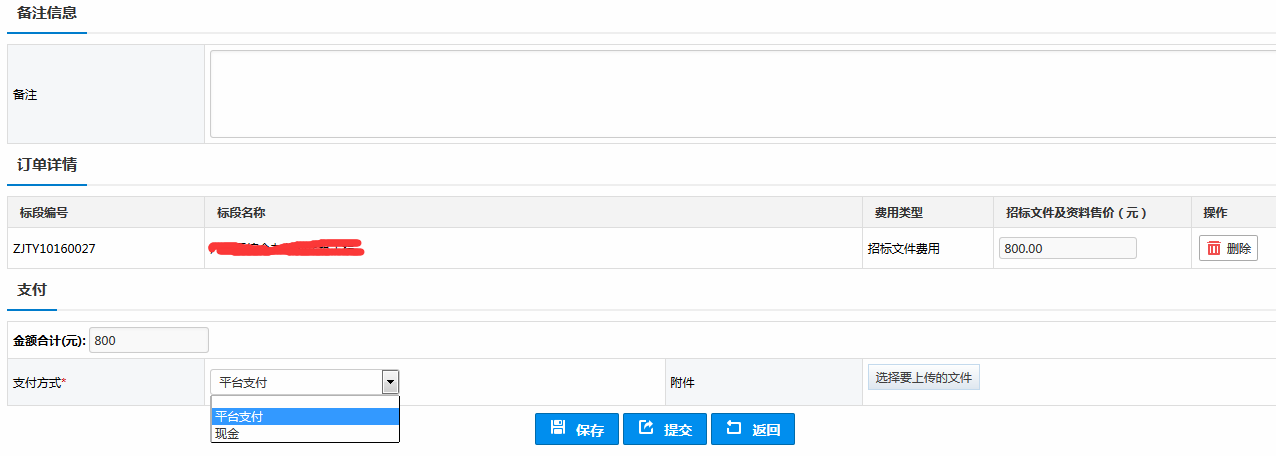 备注信息
备注
订单详情
标段编号 标段名称 费用类型 招标文件及资料售价（元） 操作
ZJTY10160027 招标文件费用 800.00 删除
支付
金额合计(元): 800
支付方式* 平台支付 附件 选择要上传的文件
平台支付
现金
保存 提交 返回